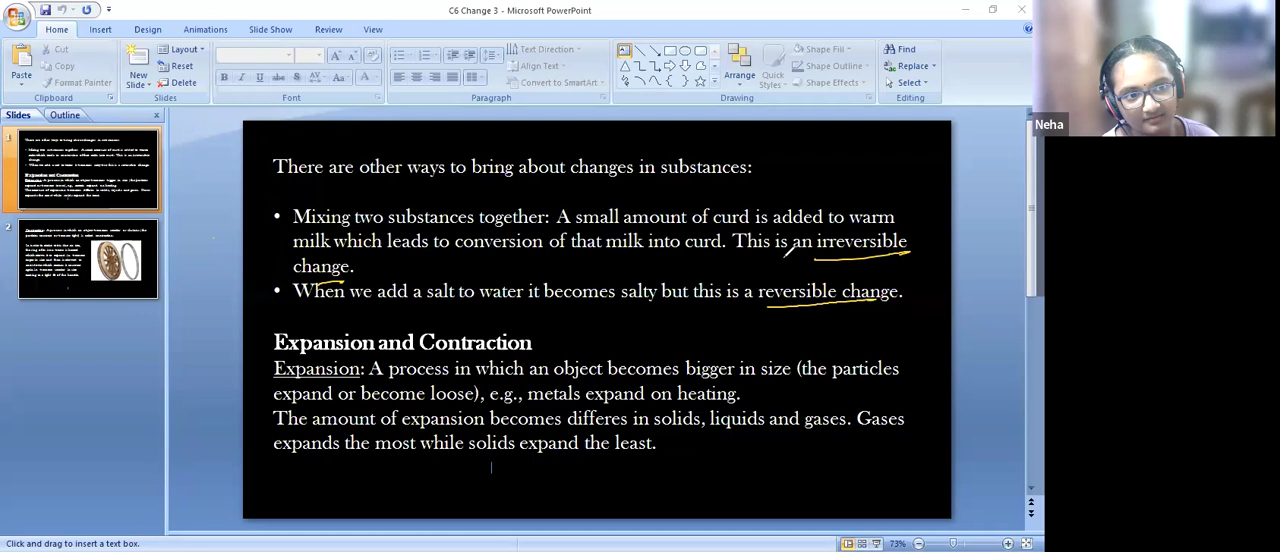 C6 Change 3 - Microsoft PowerPoint
Home Insert Design Animations Slide Show Review View
Cut
Copy
Format Painter
Paste
Clipboard
New Slide
Layout
Reset
Delete
Slides
Font
Text Direction
Align Text
Convert to SmartArt
Paragraph
Arrange
Quick Styles
Shape Fill
Shape Outline
Shape Effects
Drawing
Find
Replace
Select
Editing
Neha
Slides Outline
1
2
There are other ways to bring about changes in substances:
• Mixing two substances together: A small amount of curd is added to warm
milk which leads to conversion of that milk into curd. This is an irreversible
change.
• When we add a salt to water it becomes salty but this is a reversible change.
Expansion and Contraction
Expansion: A process in which an object becomes bigger in size (the particles
expand or become loose), e.g., metals expand on heating.
The amount of expansion becomes differes in solids, liquids and gases. Gases
expands the most while solids expand the least.
Click and drag to insert a text box.
73%